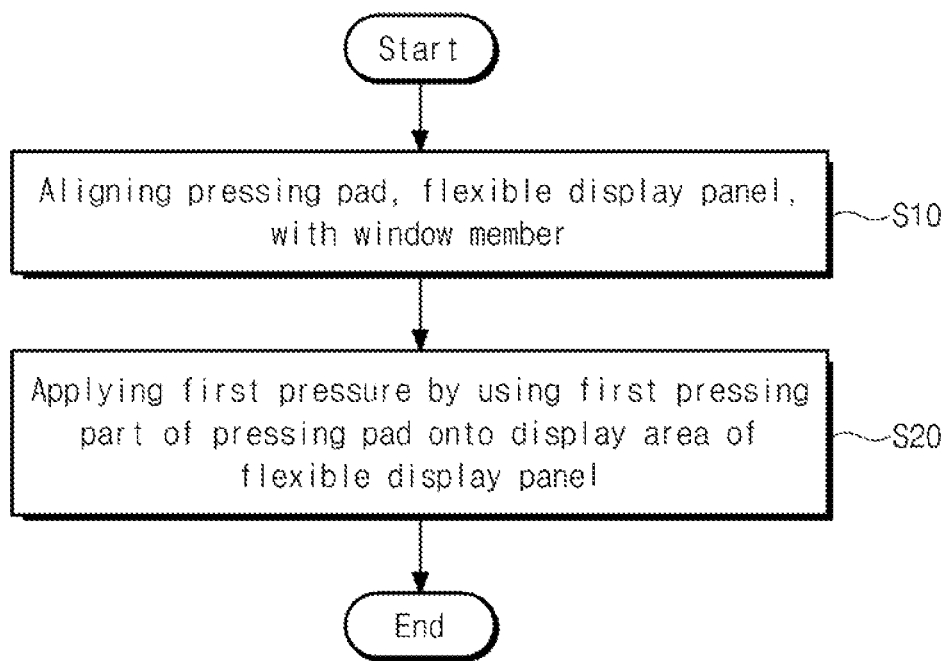 Start
Aligning pressing pad, flexible display panel,
with window member
S10
Applying first pressure by using first pressing
part of pressing pad onto display area of
flexible display panel
S20
End